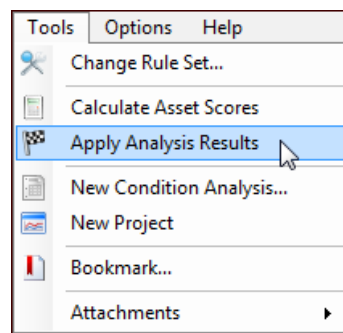 Tools Options Help
Change Rule Set...
Calculate Asset Scores
Apply Analysis Results
New Condition Analysis...
New Project
Bookmark...
Attachments